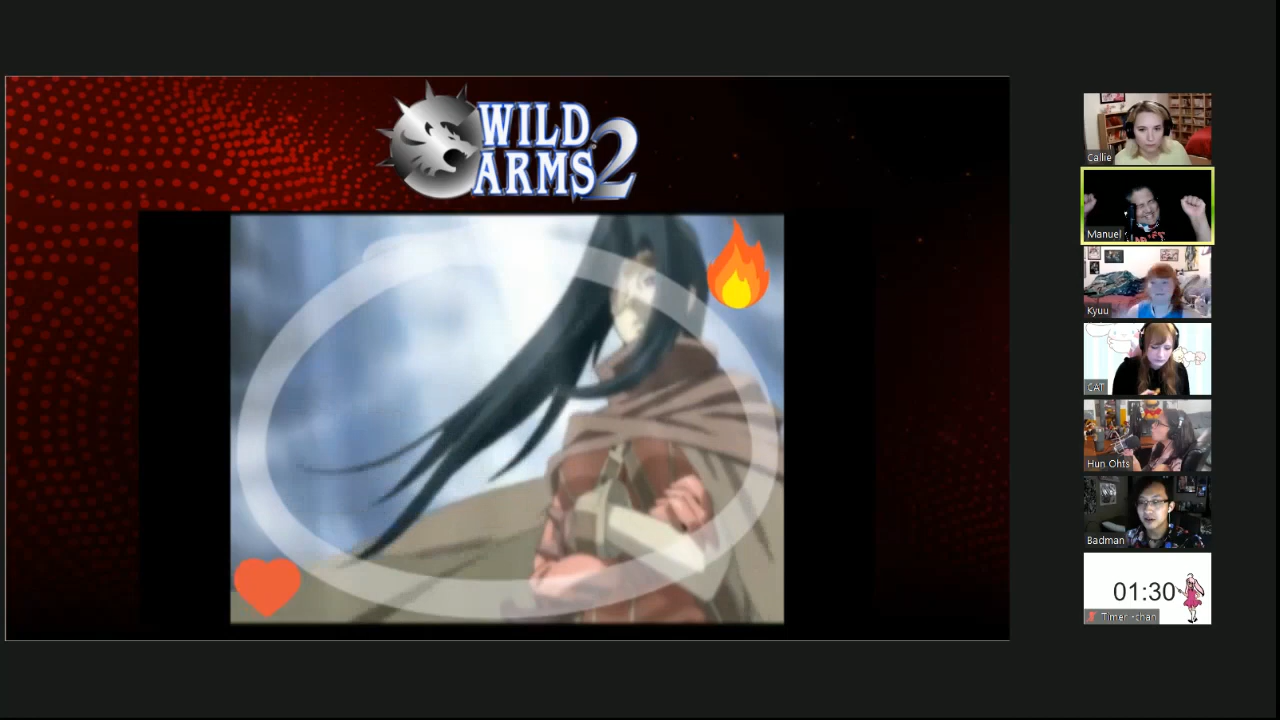 WILD
ARMS 2
Callie
Manuel
Kyuu
CAT
Hun Ohts
Badman
01:30
Timer-chan